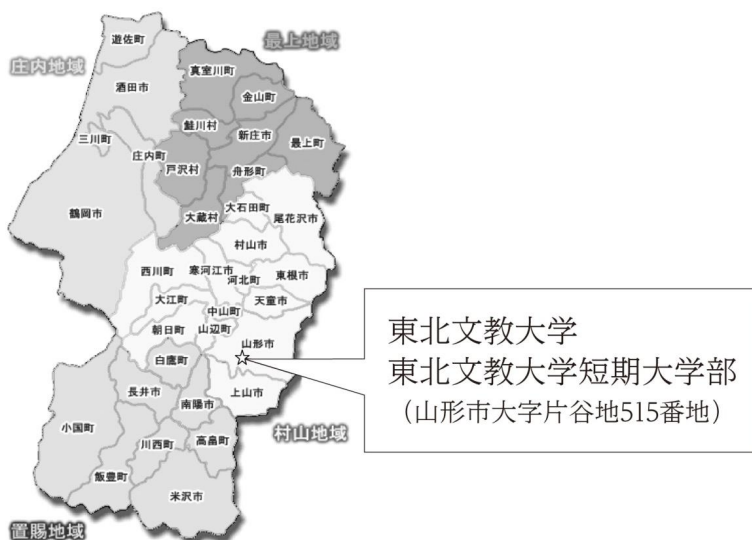 遊佐町
庄内地域
最上地域
真室川町
酒田市
金山町
鮭川村
新庄市
三川町
庄内町
最上町
戸沢村
舟形町
鶴岡市
大蔵村
大石田町
尾花沢市
村山市
西川町
寒河江市
河北町
東根市
大江町
天童市
中山町
朝日町
山辺町
山形市
白鷹町
長井市
上山市
南陽市
小国町
村山地域
川西町
高畠町
飯豊町
米沢市
置賜地域
東北文教大学
東北文教大学短期大学部
（山形市大字片谷地515番地）